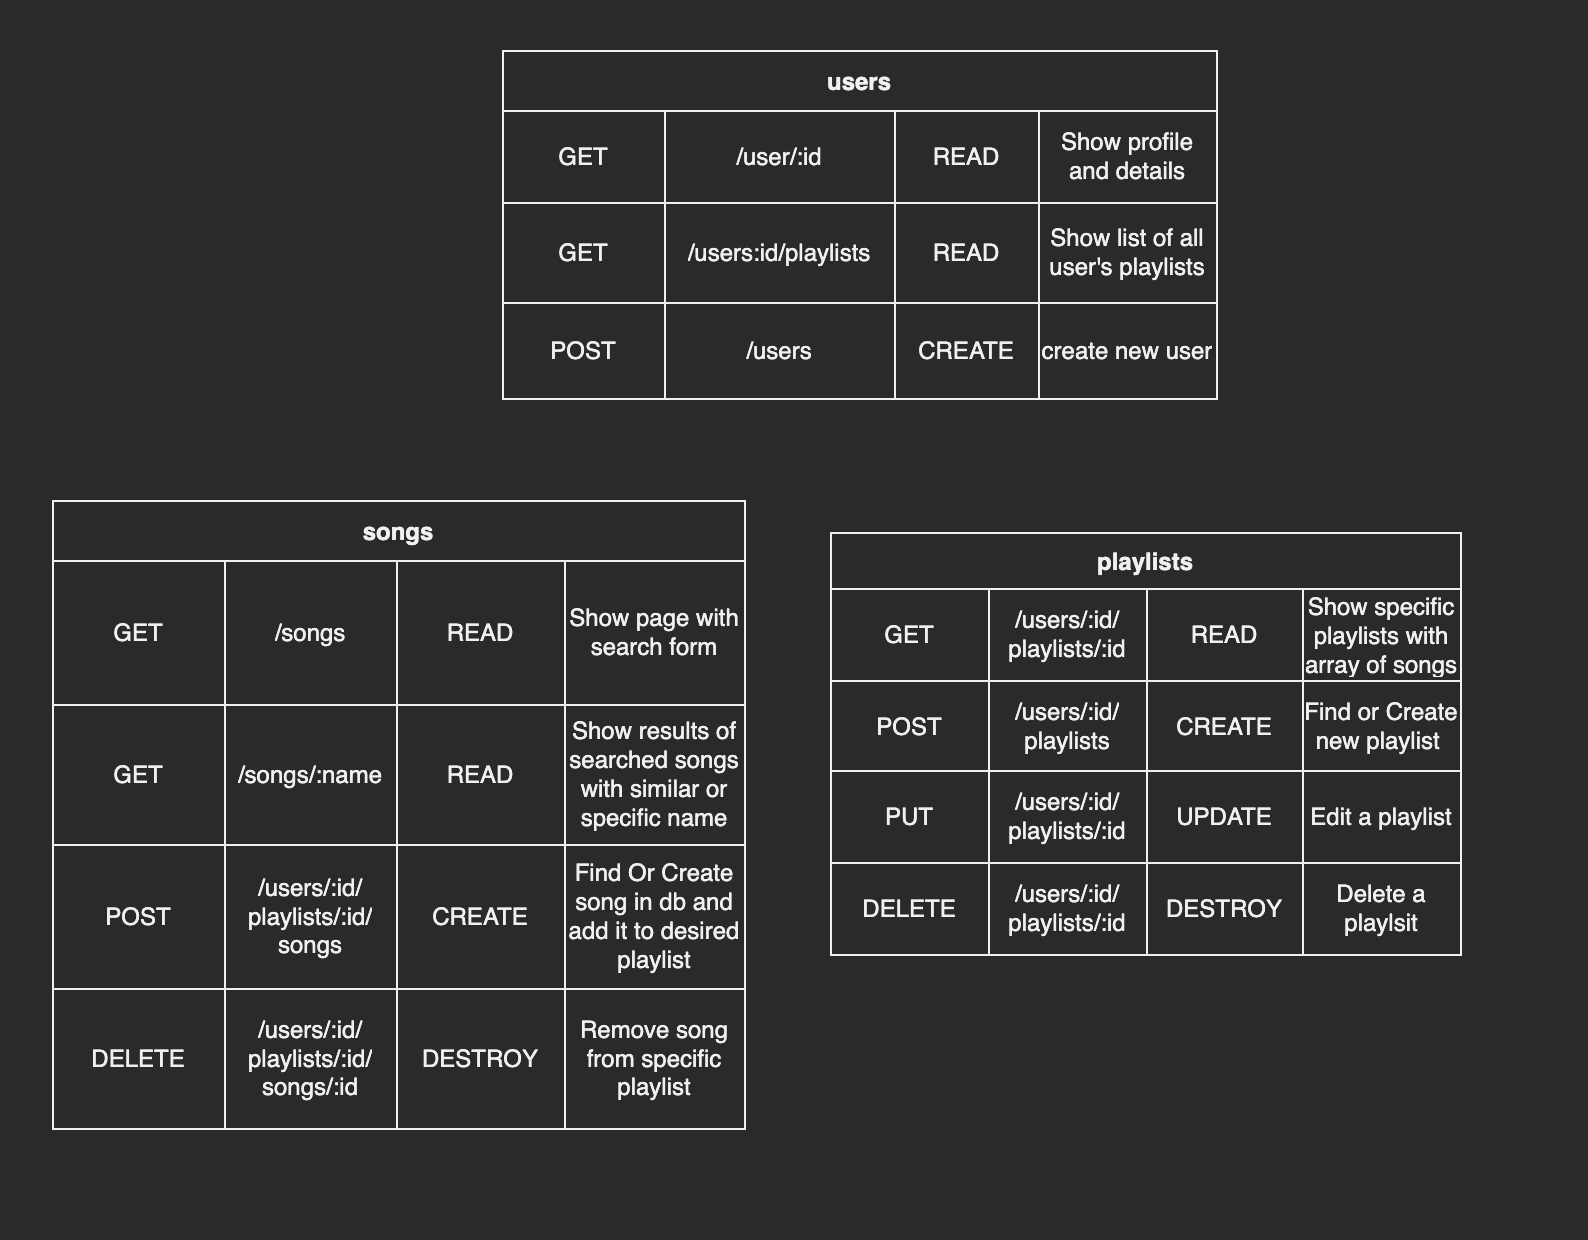 users
GET
/user/:id
READ
Show profile
and details
GET
/users:id/playlists
READ
Show list of all
user's playlists
POST
/users
CREATE
create new user
songs
GET
/songs
READ
Show page with
search form
GET
/songs/:name
READ
Show results of
searched songs
with similar or
specific name
POST
/users/:id/
playlists/:id/
songs
CREATE
Find Or Create
song in db and
add it to desired
playlist
DELETE
/users/:id/
playlists/:id/
songs/:id
DESTROY
Remove song
from specific
playlist
playlists
GET
/users/:id/
playlists/:id
READ
Show specific
playlists with
array of songs
POST
/users/:id/
playlists
CREATE
Find or Create
new playlist
PUT
/users/:id/
playlists/:id
UPDATE
Edit a playlist
DELETE
/users/:id/
playlists/:id
DESTROY
Delete a
playlsit